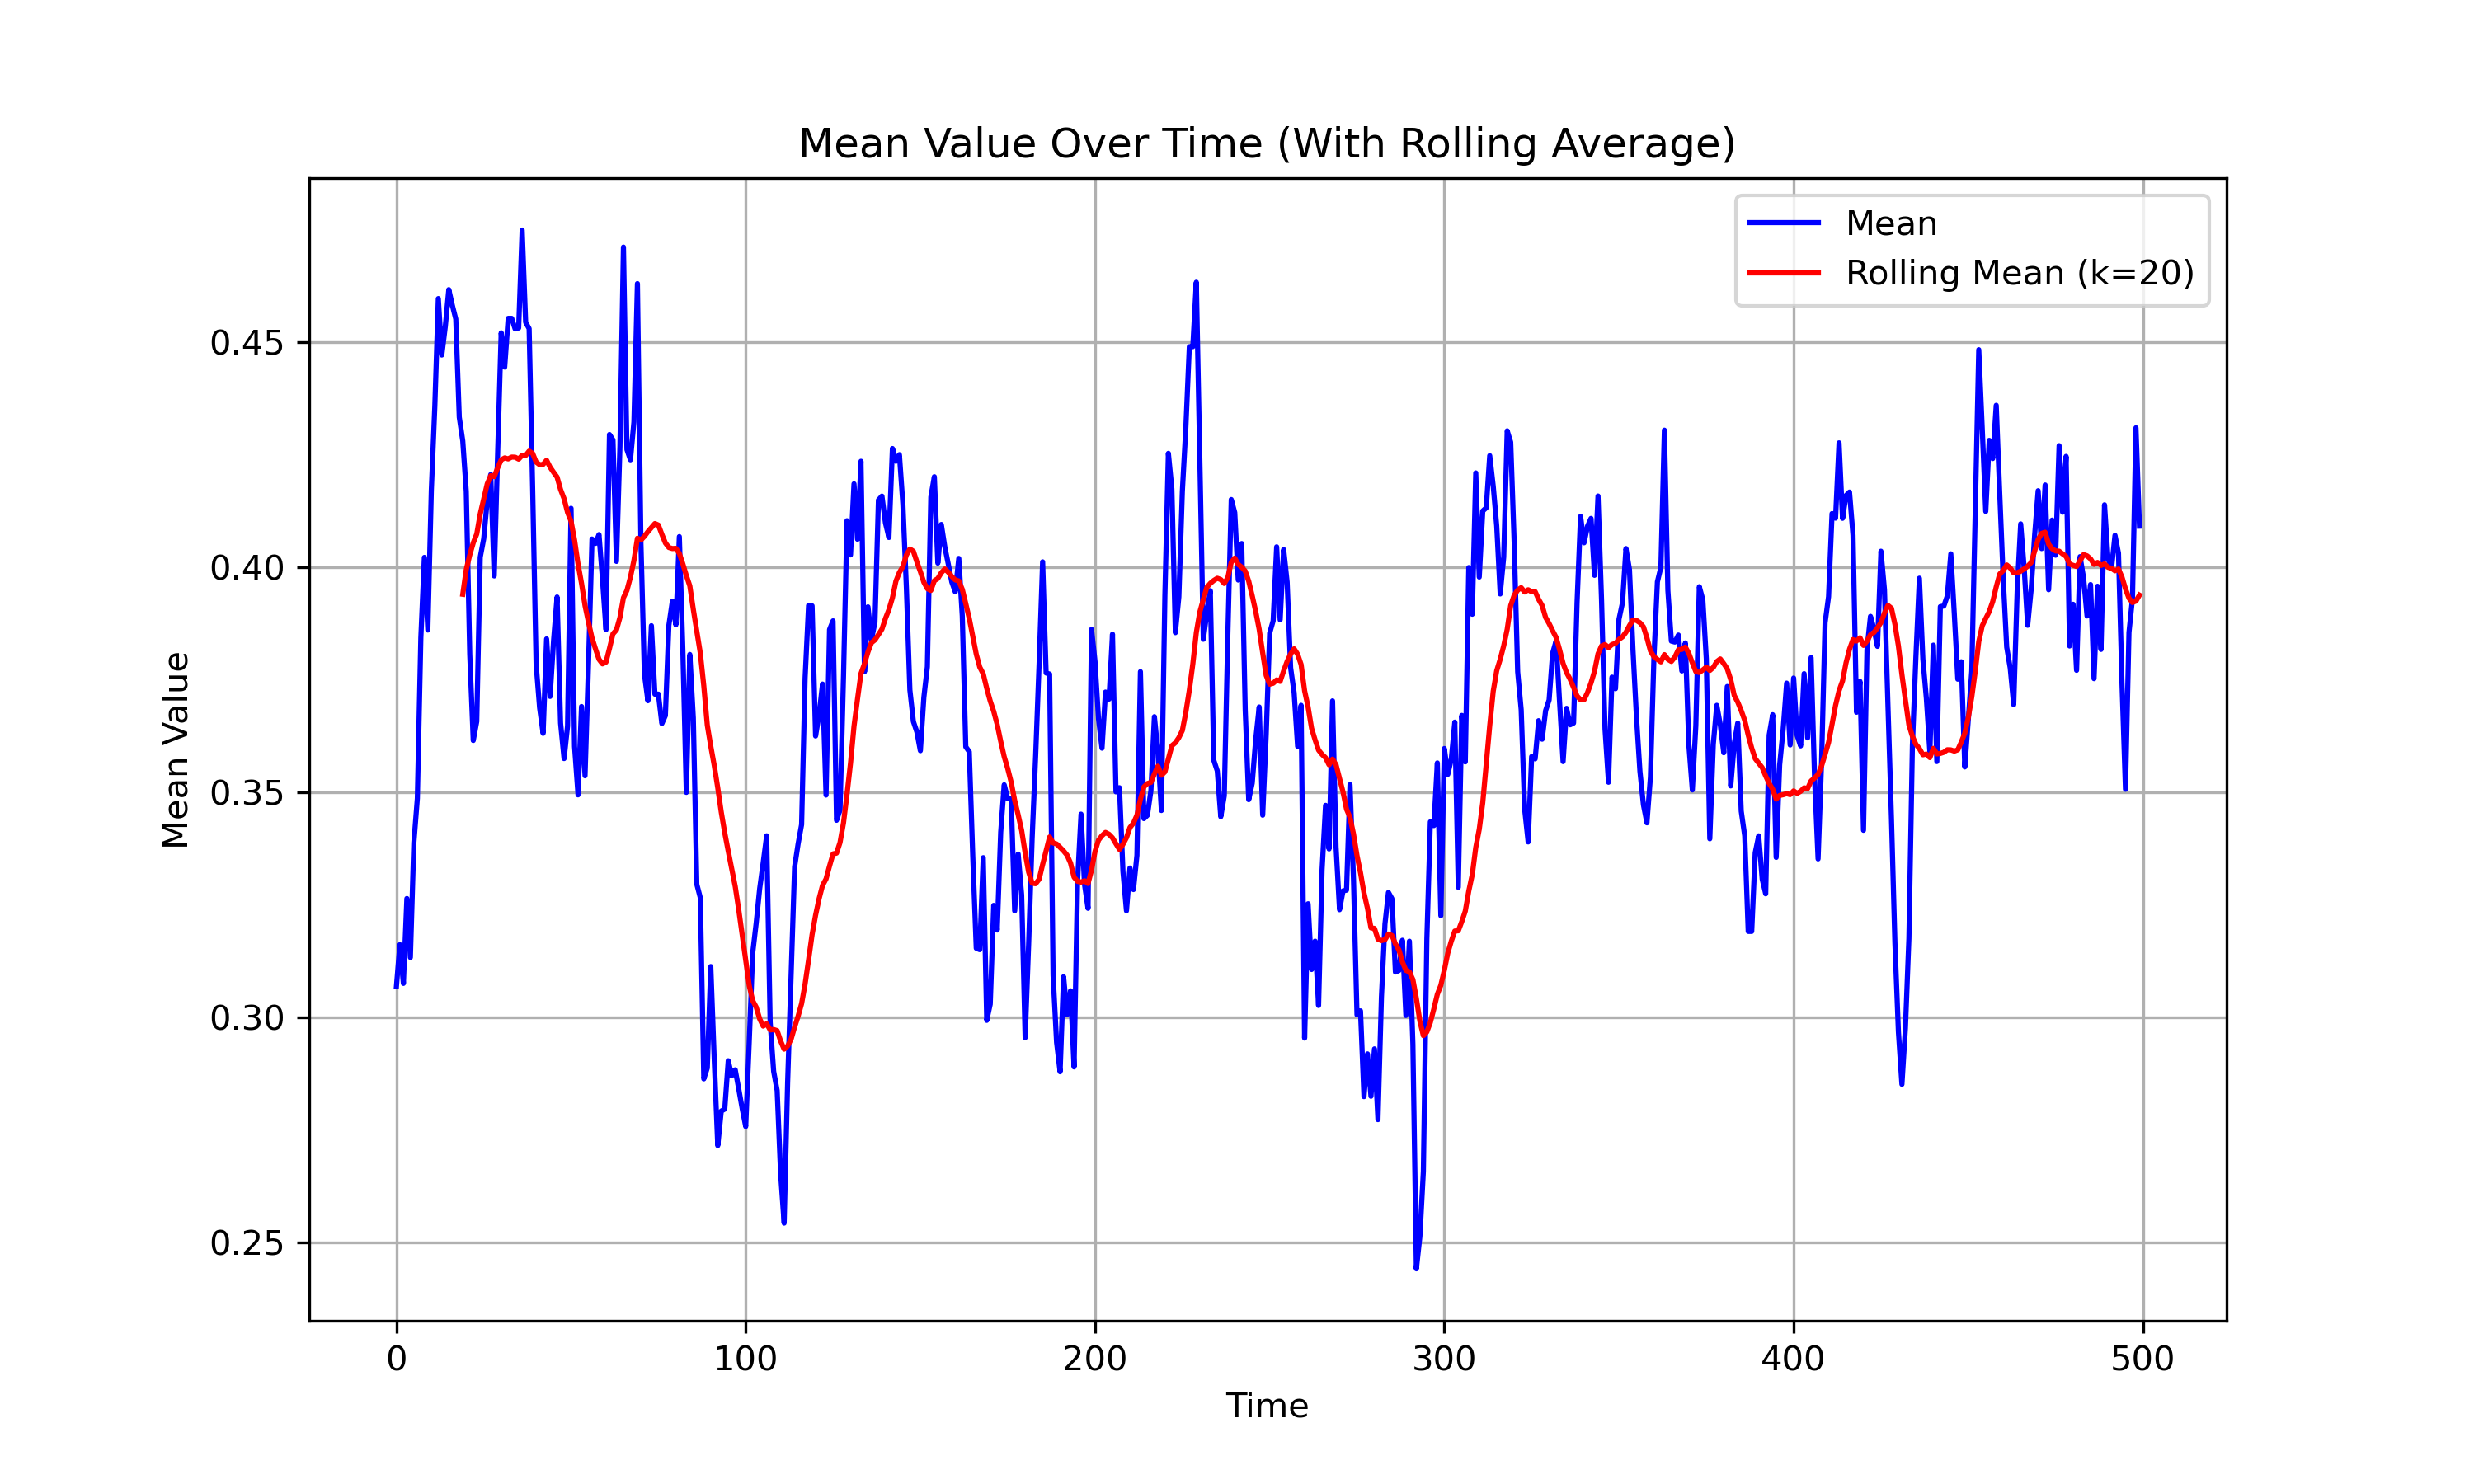 Mean Value Over Time (With Rolling Average)
Mean
Rolling Mean (k=20)
Mean Value
0.45
0.40
0.35
0.30
0.25
0
100
200
300
400
500
Time